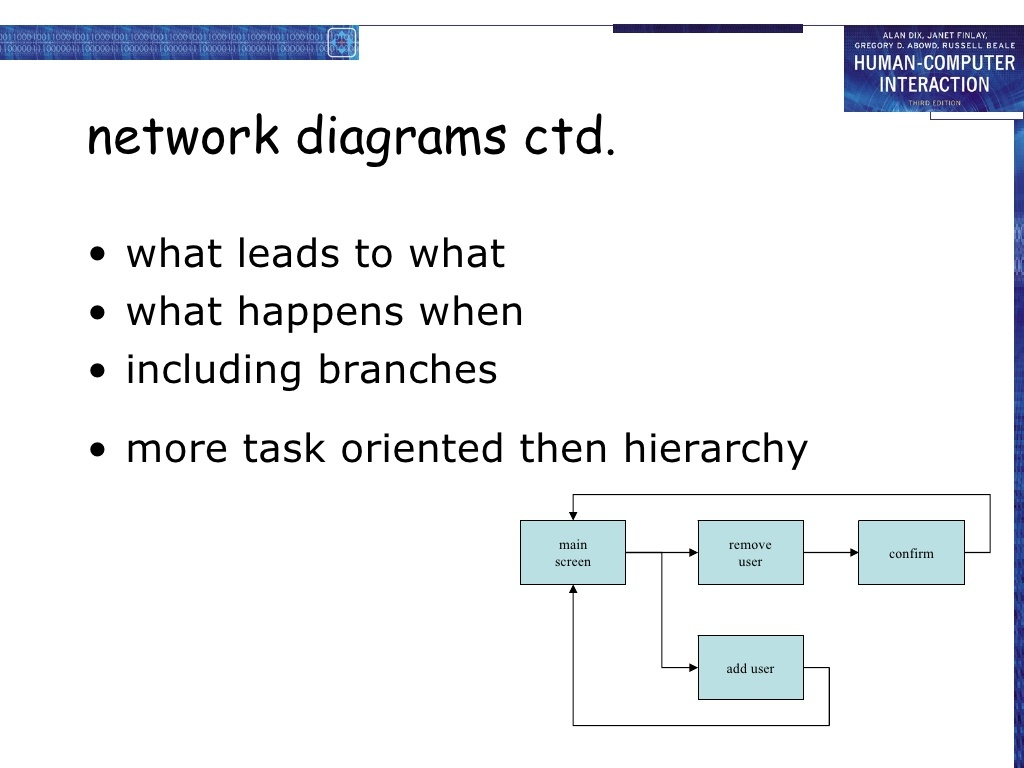 ALAN DIX, JANET FINLAY,
GREGORY D. ABOWD, RUSSELL BEALE
HUMAN-COMPUTER
INTERACTION
THIRD EDITION
network diagrams ctd.
• what leads to what
• what happens when
• including branches
• more task oriented then hierarchy
main
screen
remove
user
confirm
add user